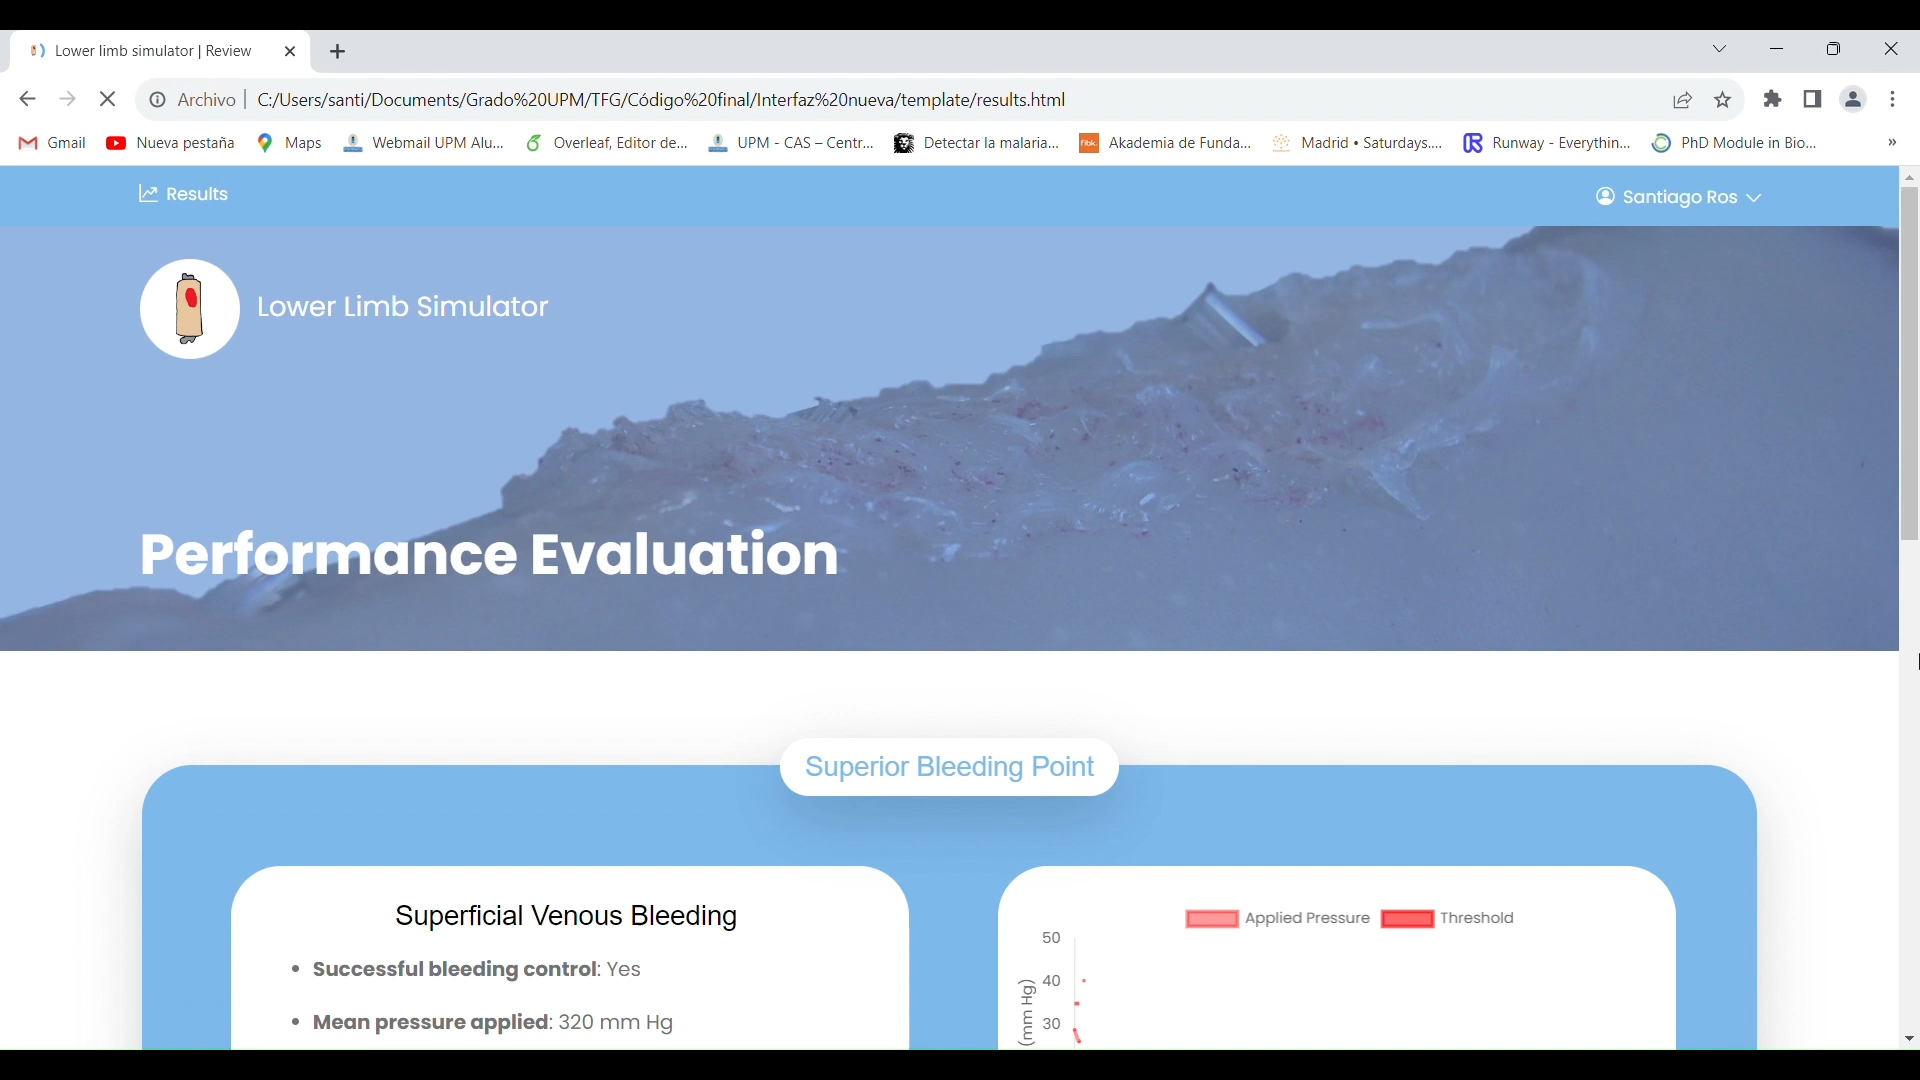 Lower limb simulator | Review
Archivo | C:/Users/santi/Documents/Grado%20UPM/TFG/Código%20final/Interfaz%20nueva/template/results.html
Gmail Nueva pestaña Maps Webmail UPM Alu... Overleaf, Editor de... UPM - CAS – Centr... Detectar la malaria... Akademia de Funda... Madrid • Saturdays.... Runway - Everythin... PhD Module in Bio... »
Results Santiago Ros
Lower Limb Simulator
Performance Evaluation
Superior Bleeding Point
Superficial Venous Bleeding
• Successful bleeding control: Yes
• Mean pressure applied: 320 mm Hg
Applied Pressure Threshold
50
40
30
(mm Hg)